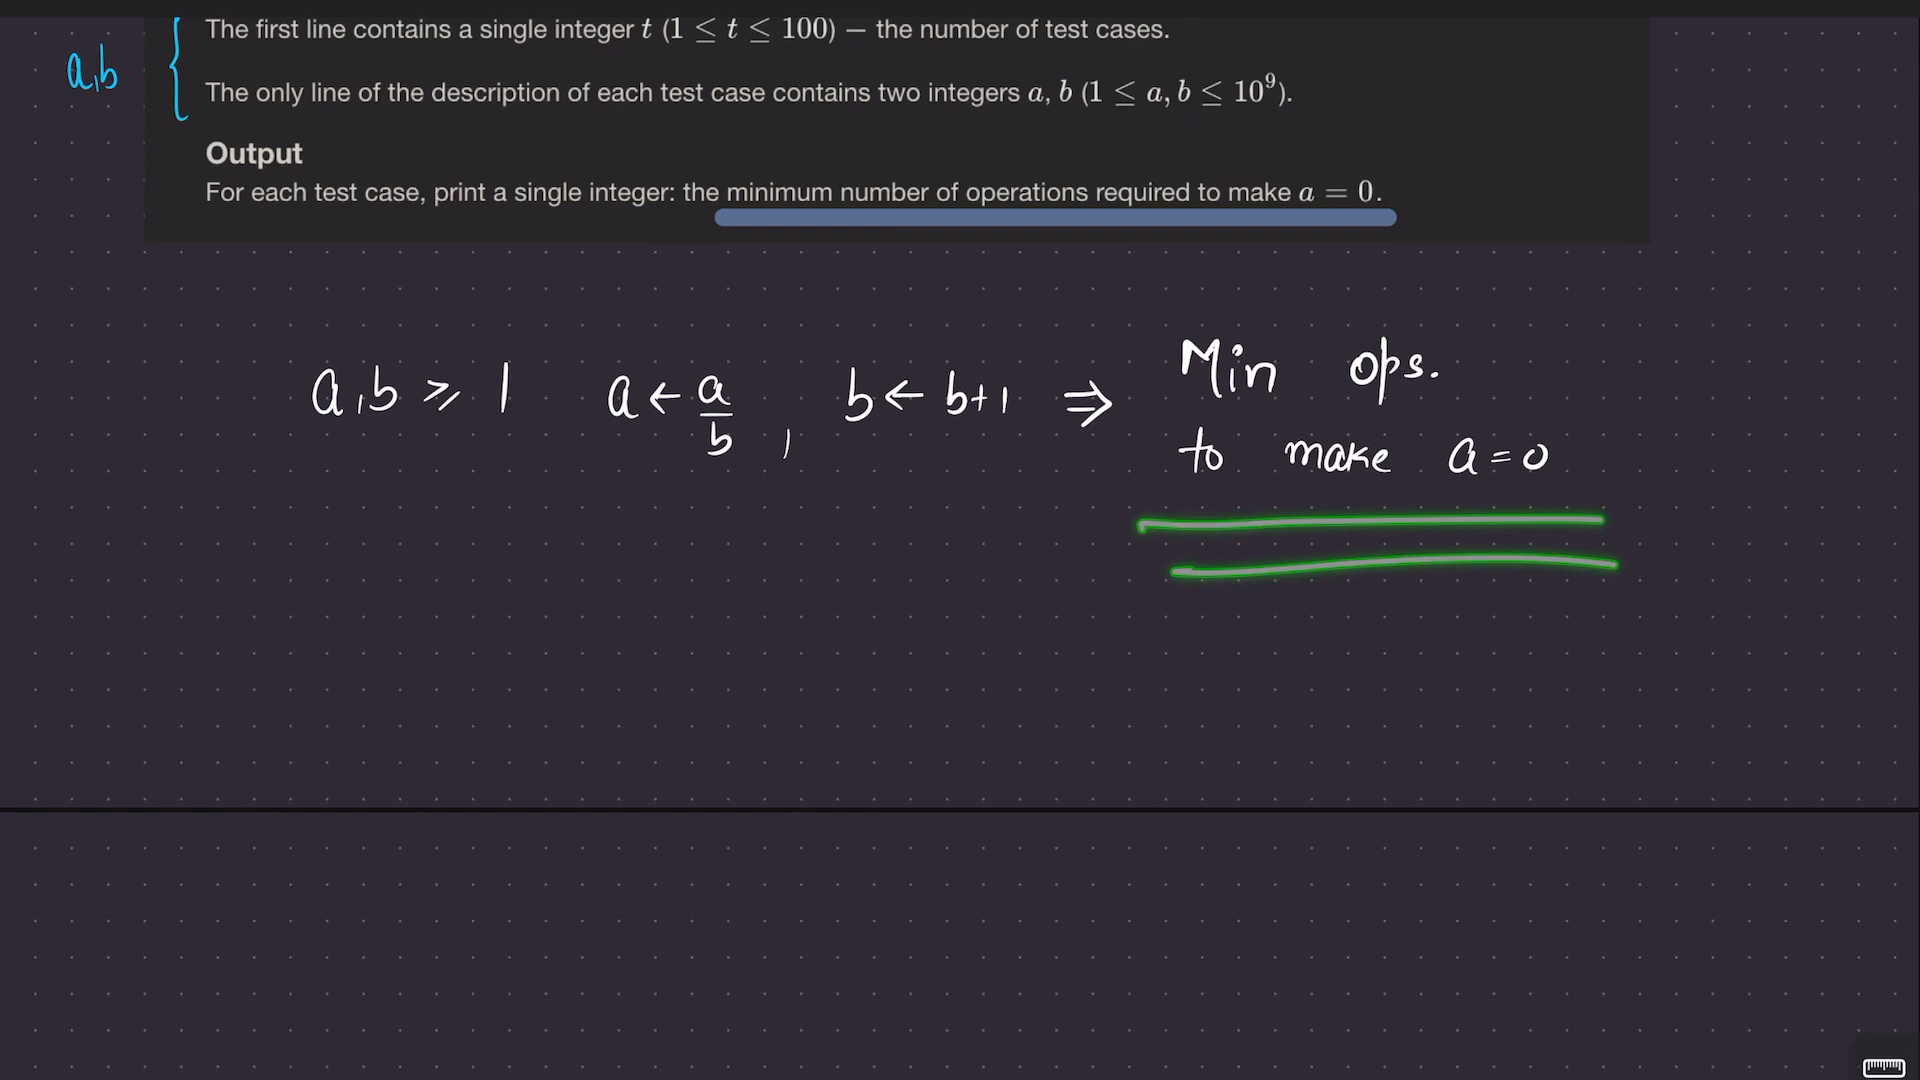 The first line contains a single integer t (1 ≤ t ≤ 100) — the number of test cases.
a,b
The only line of the description of each test case contains two integers a, b (1 ≤ a, b ≤ 10⁹).
Output
For each test case, print a single integer: the minimum number of operations required to make a = 0.
a,b ⩾ 1 a ← a/b , b ← b+1 ⇒ Min ops.
to make a = 0